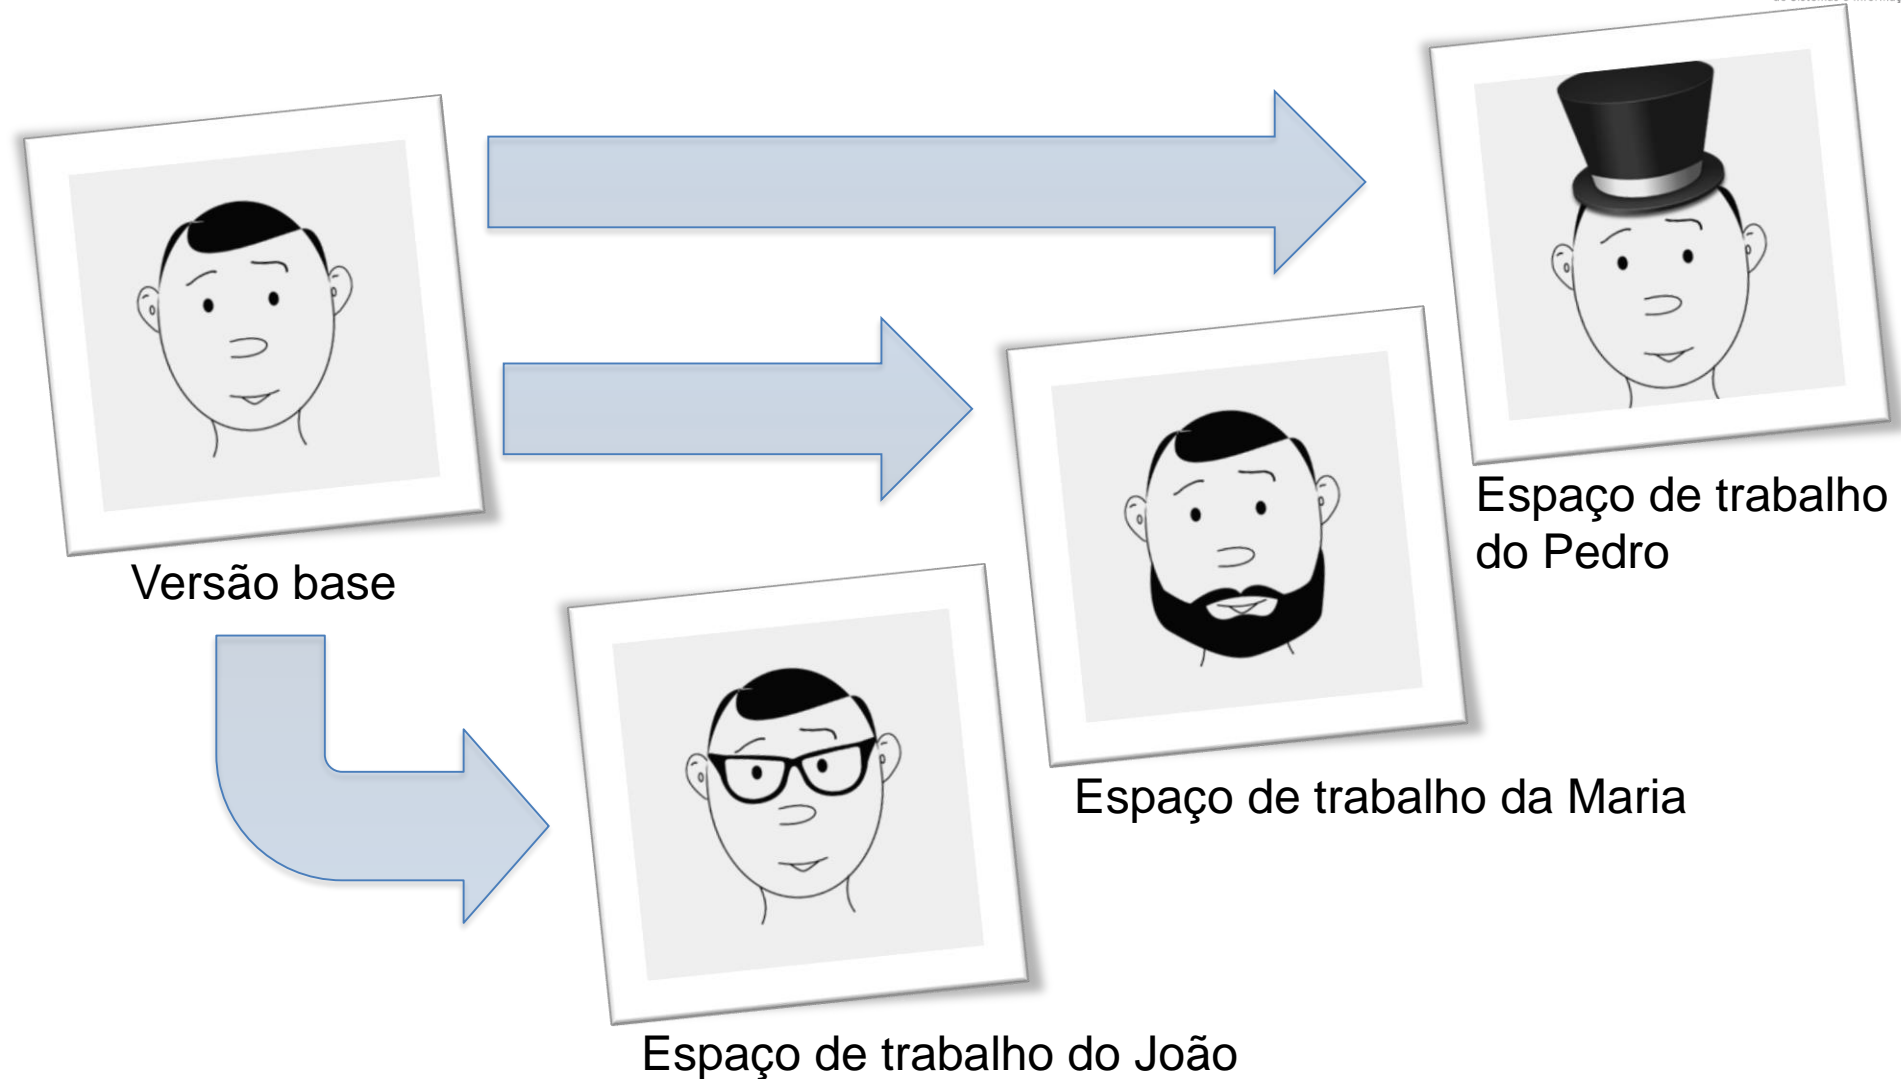 Versão base
Espaço de trabalho
do Pedro
Espaço de trabalho da Maria
Espaço de trabalho do João